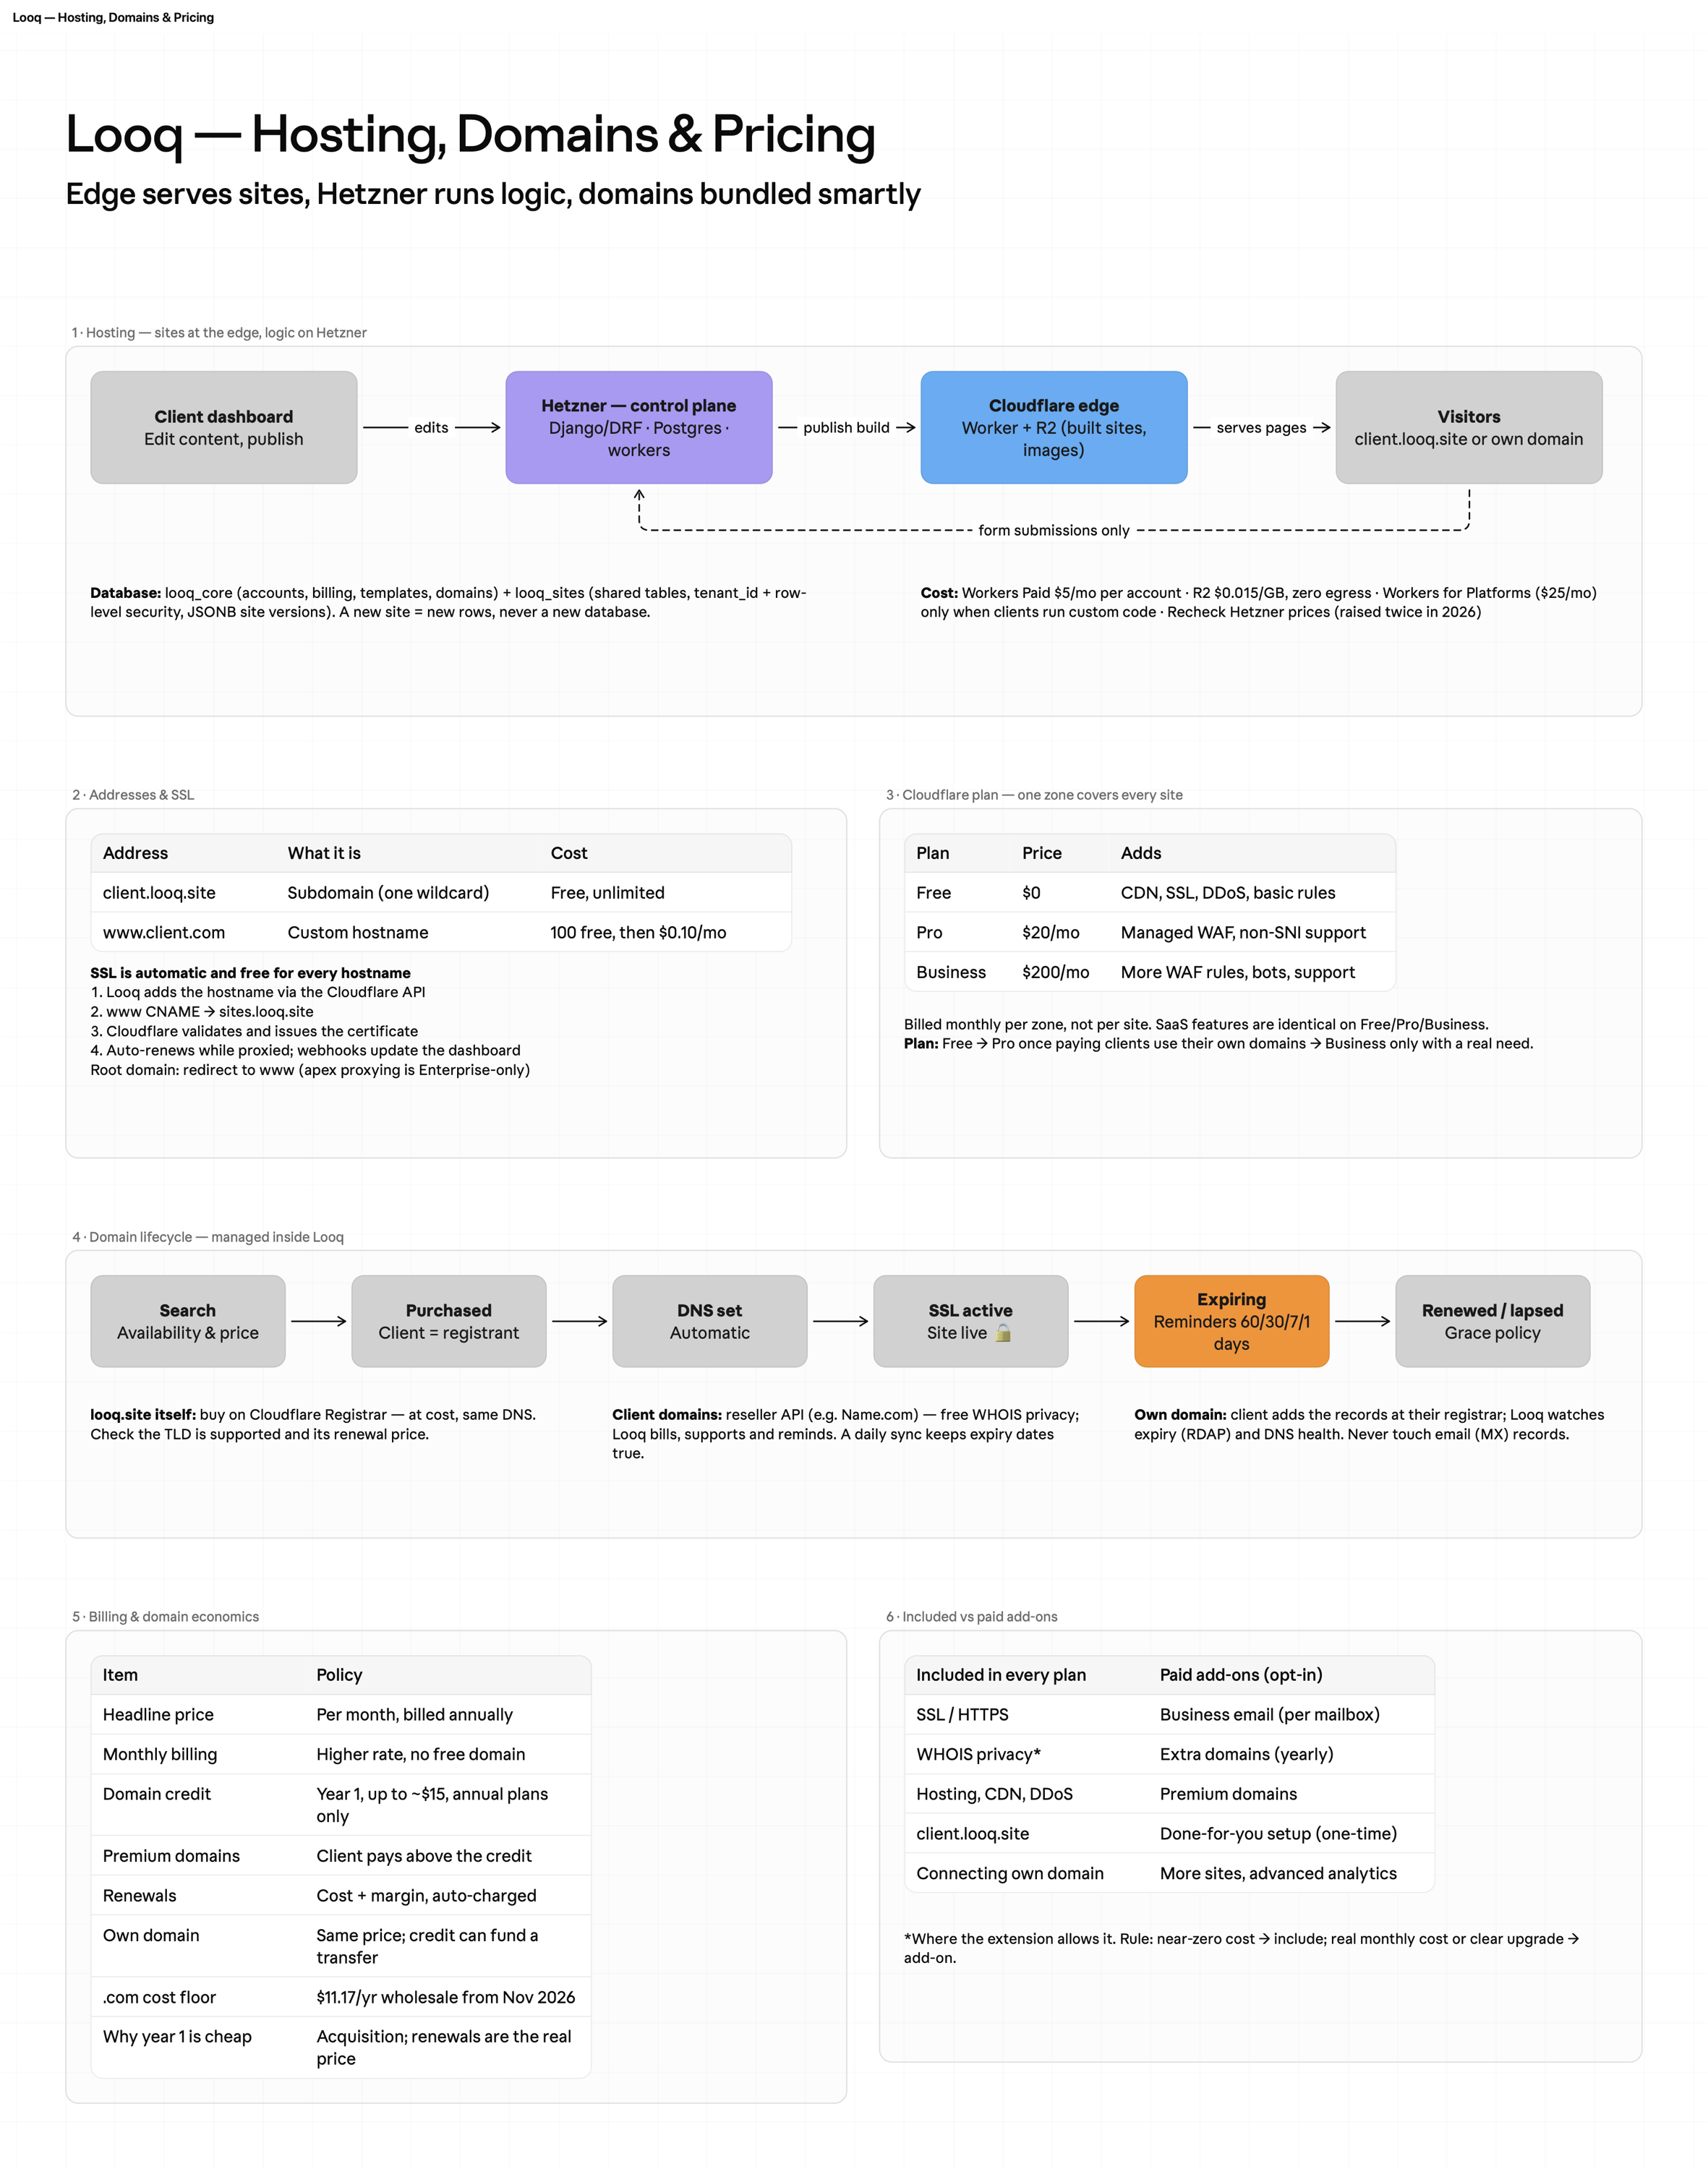 Looq — Hosting, Domains & Pricing
Looq — Hosting, Domains & Pricing
Edge serves sites, Hetzner runs logic, domains bundled smartly
1 · Hosting — sites at the edge, logic on Hetzner
Client dashboard
Edit content, publish
edits
Hetzner — control plane
Django/DRF · Postgres ·
workers
publish build
Cloudflare edge
Worker + R2 (built sites,
images)
serves pages
Visitors
client.looq.site or own domain
form submissions only
Database: looq_core (accounts, billing, templates, domains) + looq_sites (shared tables, tenant_id + row-
level security, JSONB site versions). A new site = new rows, never a new database.
Cost: Workers Paid $5/mo per account · R2 $0.015/GB, zero egress · Workers for Platforms ($25/mo)
only when clients run custom code · Recheck Hetzner prices (raised twice in 2026)
2 · Addresses & SSL
Address What it is Cost
client.looq.site Subdomain (one wildcard) Free, unlimited
www.client.com Custom hostname 100 free, then $0.10/mo
SSL is automatic and free for every hostname
1. Looq adds the hostname via the Cloudflare API
2. www CNAME → sites.looq.site
3. Cloudflare validates and issues the certificate
4. Auto-renews while proxied; webhooks update the dashboard
Root domain: redirect to www (apex proxying is Enterprise-only)
3 · Cloudflare plan — one zone covers every site
Plan Price Adds
Free $0 CDN, SSL, DDoS, basic rules
Pro $20/mo Managed WAF, non-SNI support
Business $200/mo More WAF rules, bots, support
Billed monthly per zone, not per site. SaaS features are identical on Free/Pro/Business.
Plan: Free → Pro once paying clients use their own domains → Business only with a real need.
4 · Domain lifecycle — managed inside Looq
Search
Availability & price
Purchased
Client = registrant
DNS set
Automatic
SSL active
Site live 🔒
Expiring
Reminders 60/30/7/1
days
Renewed / lapsed
Grace policy
looq.site itself: buy on Cloudflare Registrar — at cost, same DNS.
Check the TLD is supported and its renewal price.
Client domains: reseller API (e.g. Name.com) — free WHOIS privacy;
Looq bills, supports and reminds. A daily sync keeps expiry dates
true.
Own domain: client adds the records at their registrar; Looq watches
expiry (RDAP) and DNS health. Never touch email (MX) records.
5 · Billing & domain economics
Item Policy
Headline price Per month, billed annually
Monthly billing Higher rate, no free domain
Domain credit Year 1, up to ~$15, annual plans
only
Premium domains Client pays above the credit
Renewals Cost + margin, auto-charged
Own domain Same price; credit can fund a
transfer
.com cost floor $11.17/yr wholesale from Nov 2026
Why year 1 is cheap Acquisition; renewals are the real
price
6 · Included vs paid add-ons
Included in every plan Paid add-ons (opt-in)
SSL / HTTPS Business email (per mailbox)
WHOIS privacy* Extra domains (yearly)
Hosting, CDN, DDoS Premium domains
client.looq.site Done-for-you setup (one-time)
Connecting own domain More sites, advanced analytics
*Where the extension allows it. Rule: near-zero cost → include; real monthly cost or clear upgrade →
add-on.